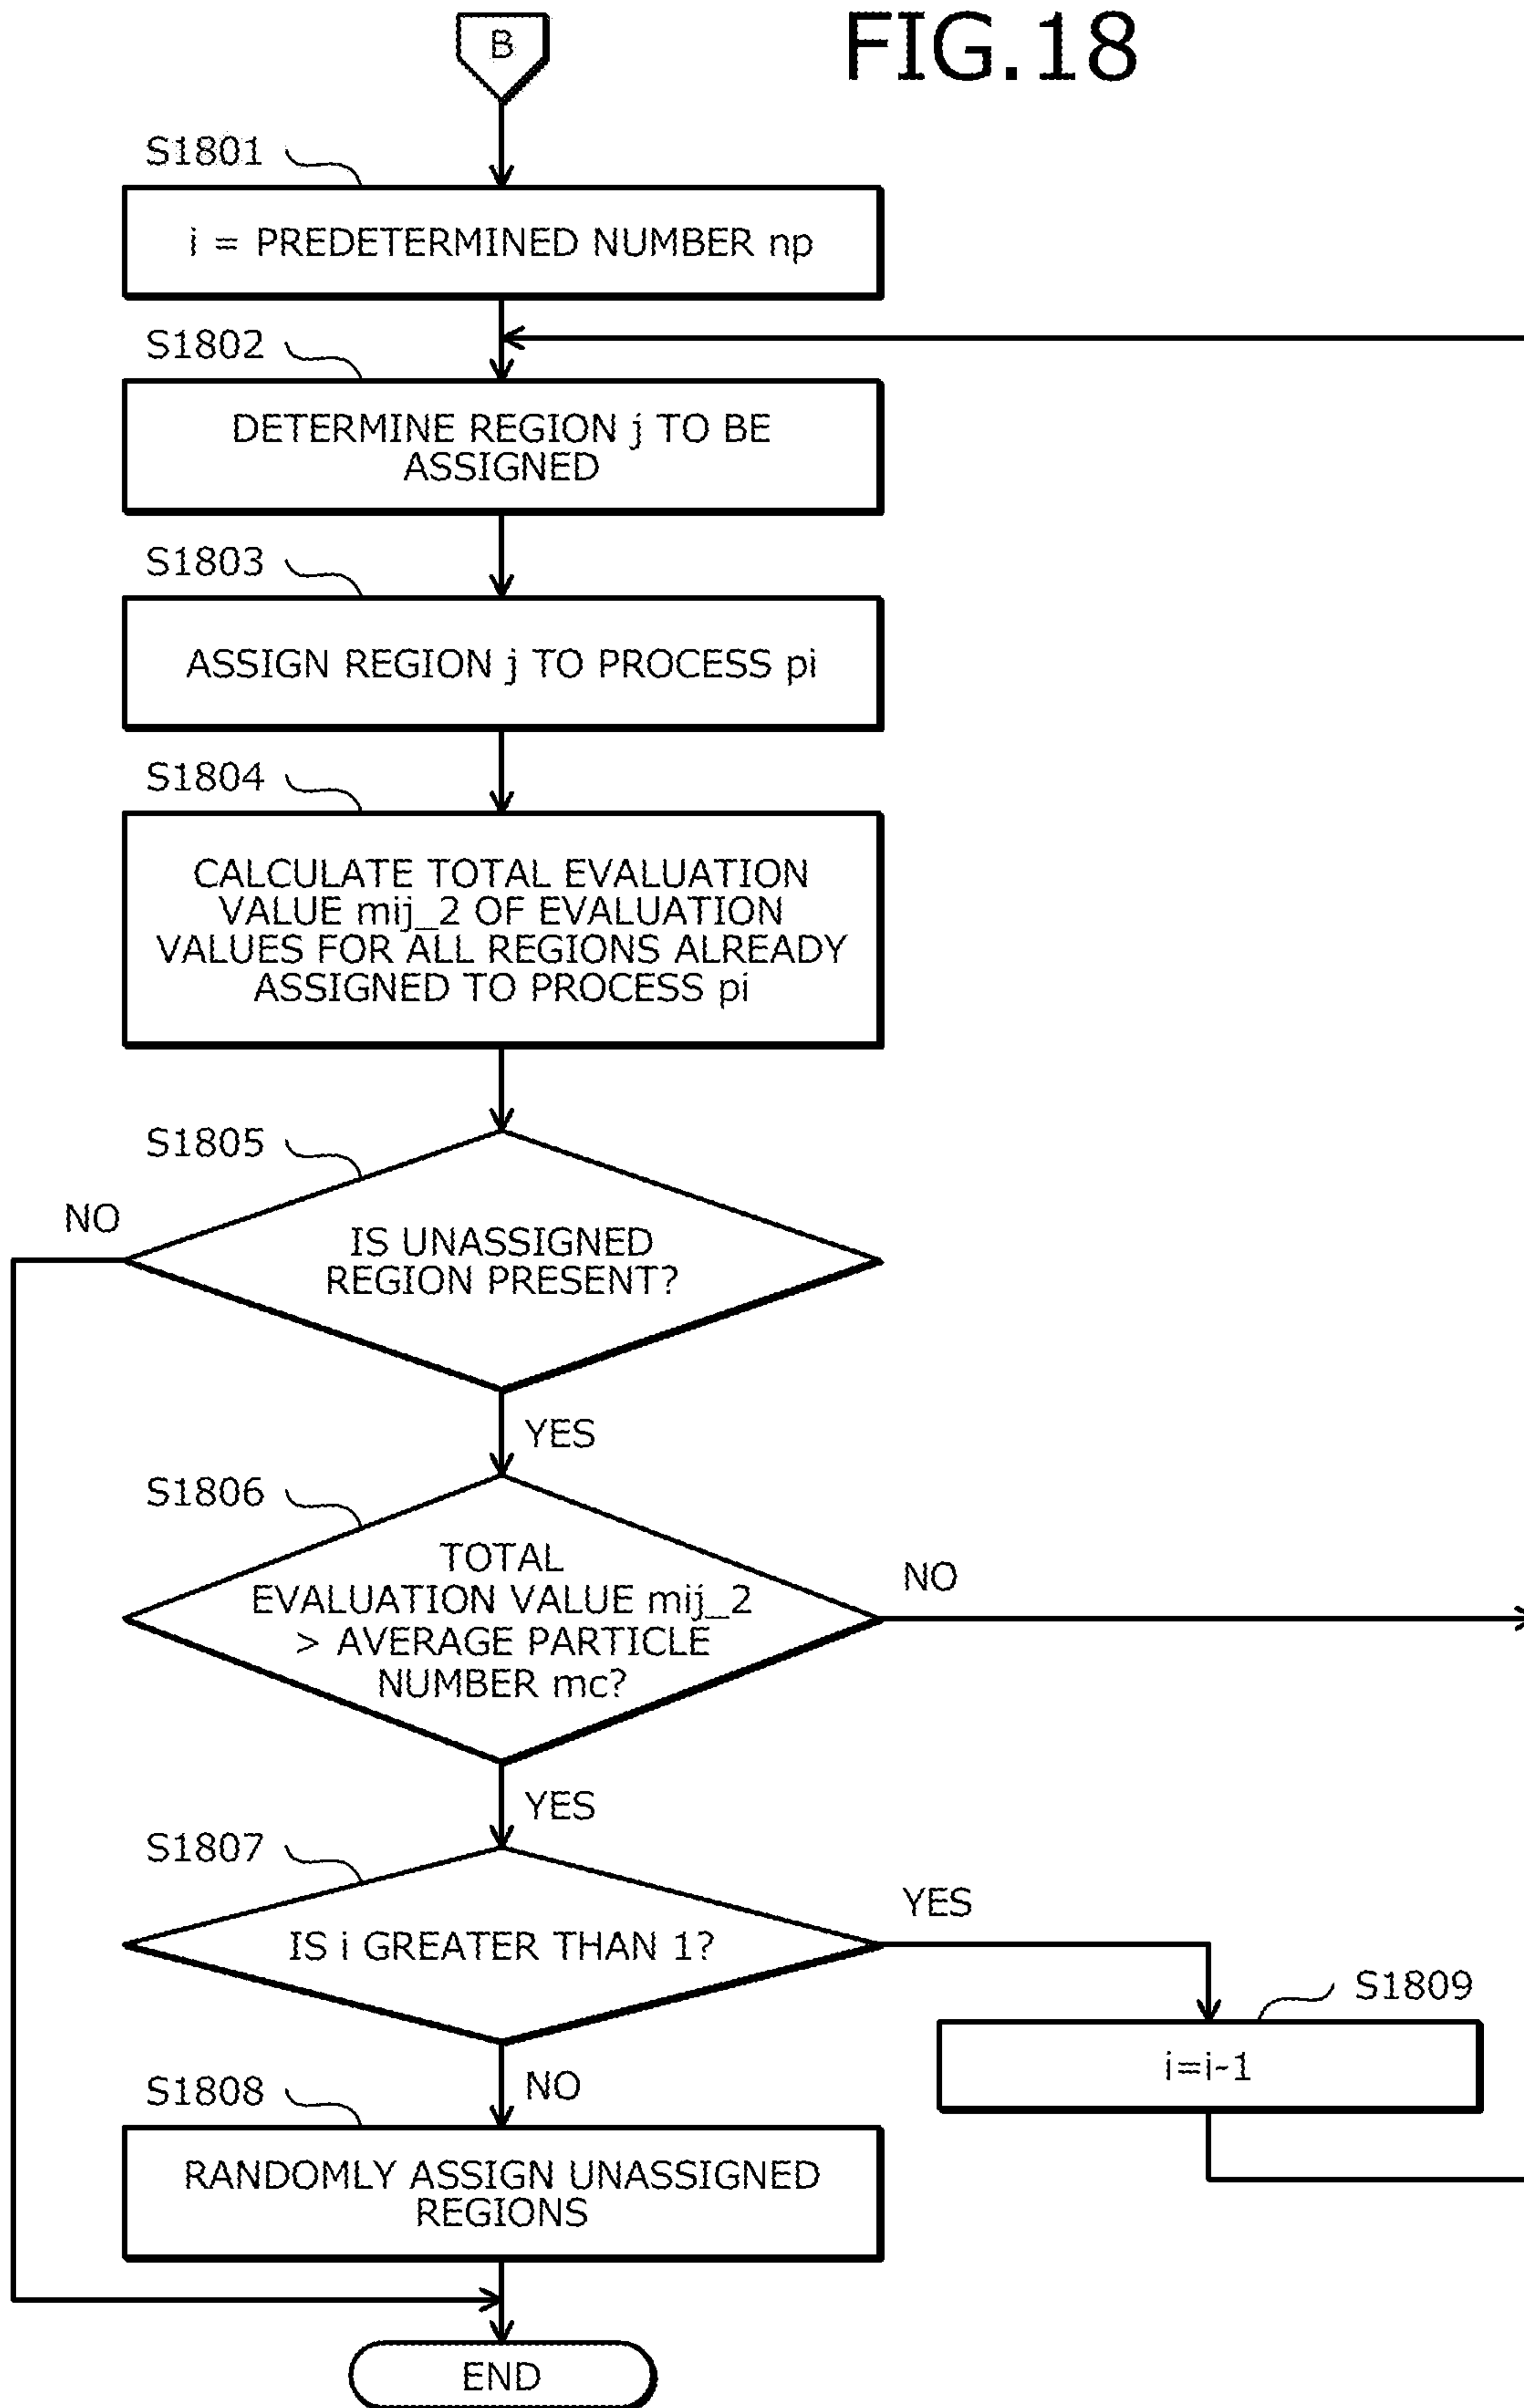 FIG.18
B
S1801
i = PREDETERMINED NUMBER np
S1802
DETERMINE REGION j TO BE
ASSIGNED
S1803
ASSIGN REGION j TO PROCESS pi
S1804
CALCULATE TOTAL EVALUATION
VALUE mij_2 OF EVALUATION
VALUES FOR ALL REGIONS ALREADY
ASSIGNED TO PROCESS pi
S1805
NO
IS UNASSIGNED
REGION PRESENT?
YES
S1806
TOTAL
EVALUATION VALUE mij_2
> AVERAGE PARTICLE
NUMBER mc?
NO
YES
S1807
IS i GREATER THAN 1?
YES
S1809
i=i-1
NO
S1808
RANDOMLY ASSIGN UNASSIGNED
REGIONS
END